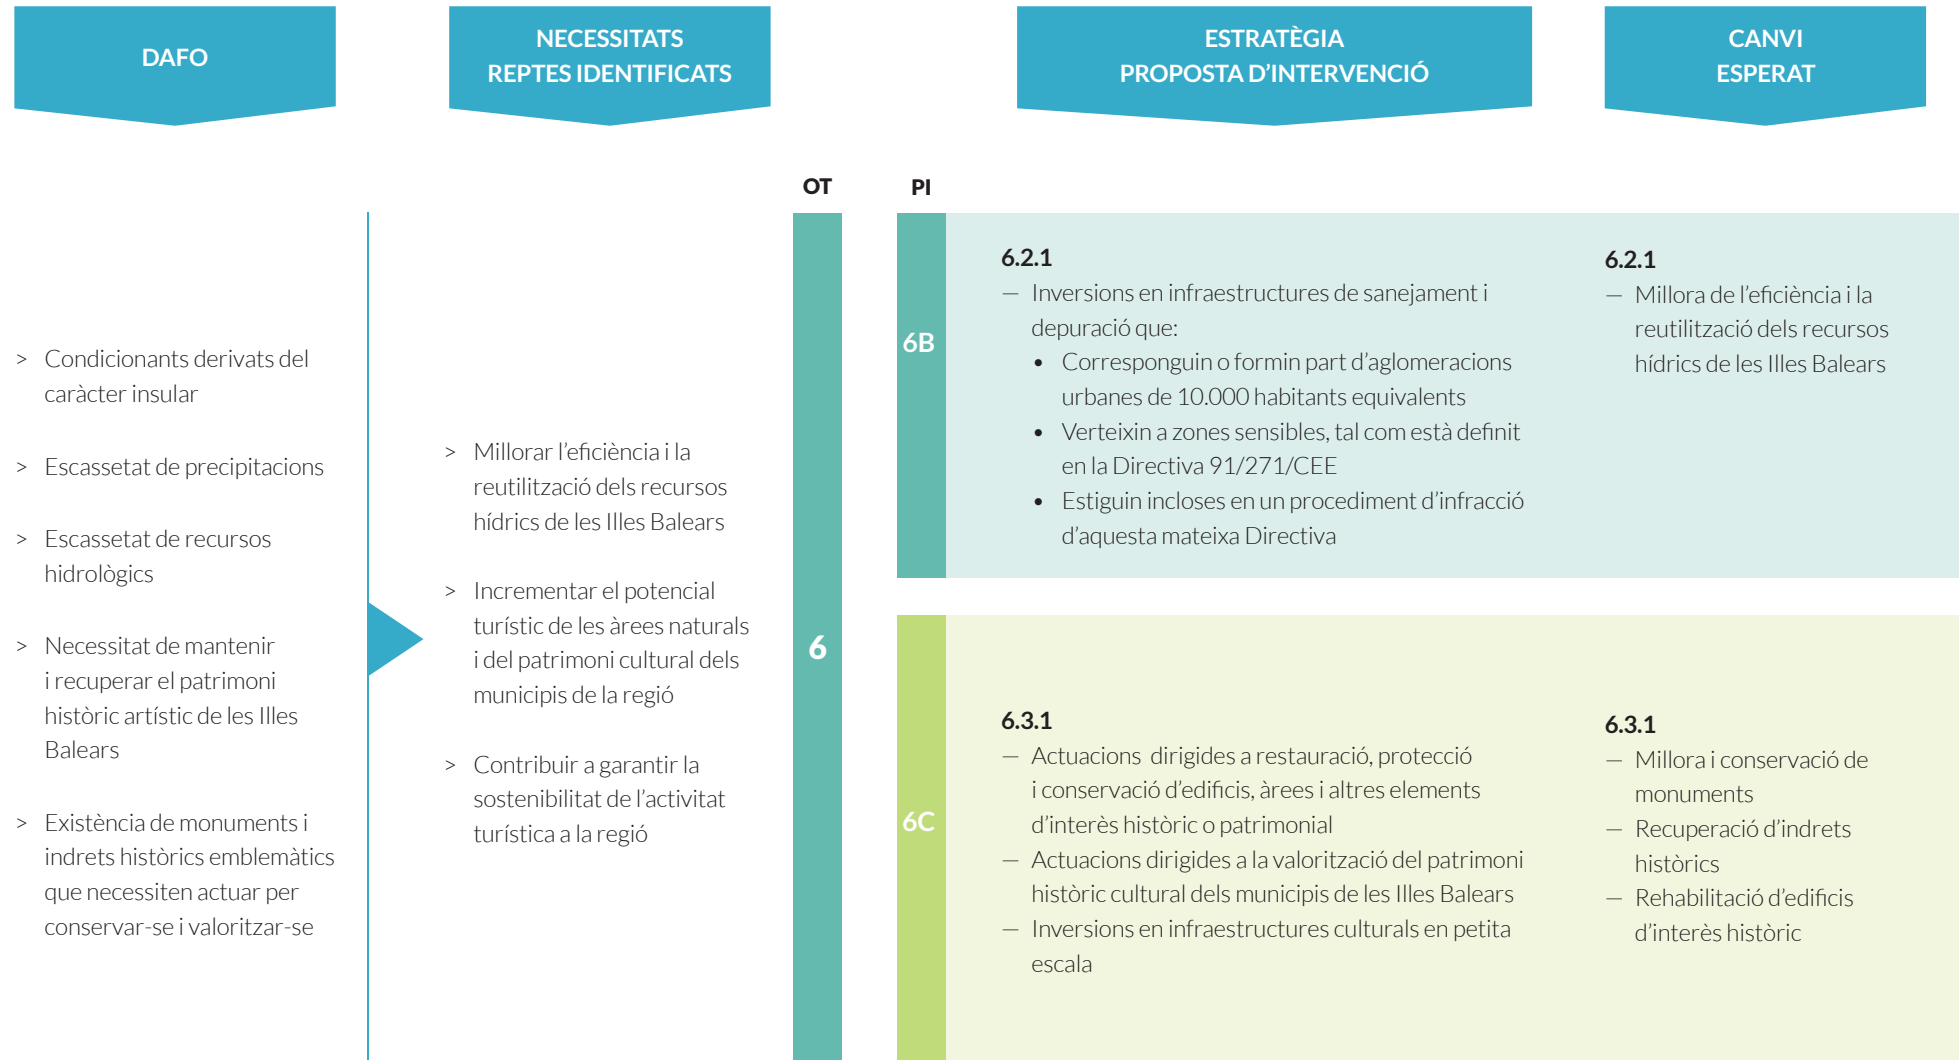 DAFO
NECESSITATS
REPTES IDENTIFICATS
ESTRATÈGIA
PROPOSTA D'INTERVENCIÓ
CANVI
ESPERAT
OT
PI
> Condicionants derivats del
caràcter insular
> Escassetat de precipitacions
> Escassetat de recursos
hidrològics
> Necessitat de mantenir
i recuperar el patrimoni
històric artístic de les Illes
Balears
> Existència de monuments i
indrets històrics emblemàtics
que necessiten actuar per
conservar-se i valoritzar-se
> Millorar l'eficiència i la
reutilització dels recursos
hídrics de les Illes Balears
> Incrementar el potencial
turístic de les àrees naturals
i del patrimoni cultural dels
municipis de la regió
> Contribuir a garantir la
sostenibilitat de l'activitat
turística a la regió
6
6B
6.2.1
— Inversions en infraestructures de sanejament i
depuració que:
• Corresponguin o formin part d'aglomeracions
urbanes de 10.000 habitants equivalents
• Verteixin a zones sensibles, tal com està definit
en la Directiva 91/271/CEE
• Estiguin incloses en un procediment d'infracció
d'aquesta mateixa Directiva
6.2.1
— Millora de l'eficiència i la
reutilització dels recursos
hídrics de les Illes Balears
6C
6.3.1
— Actuacions dirigides a restauració, protecció
i conservació d'edificis, àrees i altres elements
d'interès històric o patrimonial
— Actuacions dirigides a la valorització del patrimoni
històric cultural dels municipis de les Illes Balears
— Inversions en infraestructures culturals en petita
escala
6.3.1
— Millora i conservació de
monuments
— Recuperació d'indrets
històrics
— Rehabilitació d'edificis
d'interès històric